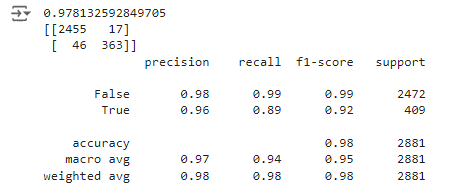 0.978132592849705
[[2455   17]
 [  46  363]]
              precision    recall  f1-score   support

       False       0.98      0.99      0.99      2472
        True       0.96      0.89      0.92       409

    accuracy                           0.98      2881
   macro avg       0.97      0.94      0.95      2881
weighted avg       0.98      0.98      0.98      2881